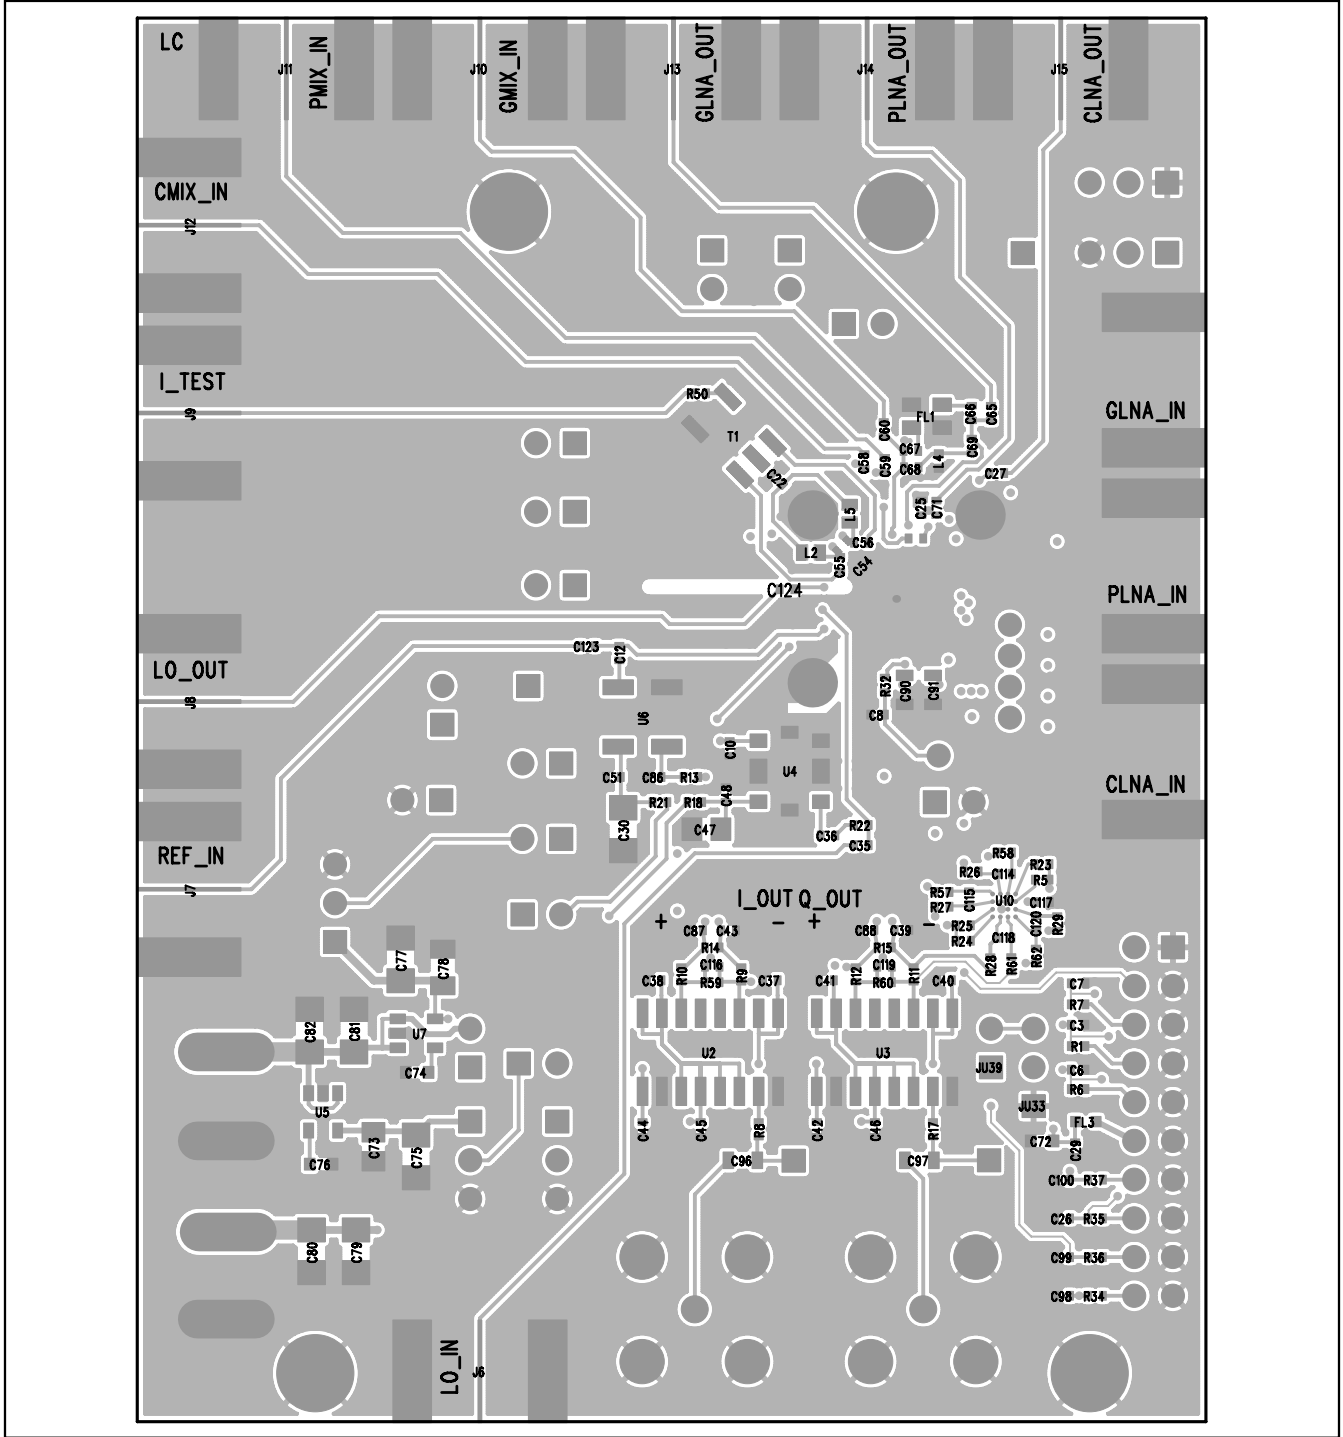 LC
J11
PMIX_IN
J10
GMIX_IN
J13
GLNA_OUT
J14
PLNA_OUT
J15
CLNA_OUT
CMIX_IN
J12
I_TEST
J9
R50
T1
C22
C60
C58
C59
C67
C68
FL1
L4
C66
C65
C69
C27
GLNA_IN
C25
C71
L5
L2
C56
C55
C54
C124
PLNA_IN
LO_OUT
J8
C123
C12
U6
R32
C90
C91
C8
C10
U4
C51
C86
R13
C48
R21
R18
C30
C47
C36
R22
C35
CLNA_IN
REF_IN
J7
I_OUT
Q_OUT
+
-
+
-
R58
R26
C114
R23
R5
R57
C115
R27
U10
C117
R25
R24
C118
C120
R29
R28
R61
R62
C87
C43
R14
C116
R10
R59
R9
C38
C37
C88
C39
R15
C119
R12
R60
R11
C41
C40
C77
C78
C82
C81
U7
C74
U5
C76
C73
C75
C80
C79
U2
U3
C44
C45
R8
C42
C46
R17
C96
C97
JU39
JU33
C7
R7
C3
R1
C6
R6
FL3
C72
C29
C100
R37
C26
R35
C99
R36
C98
R34
LO_IN
J6